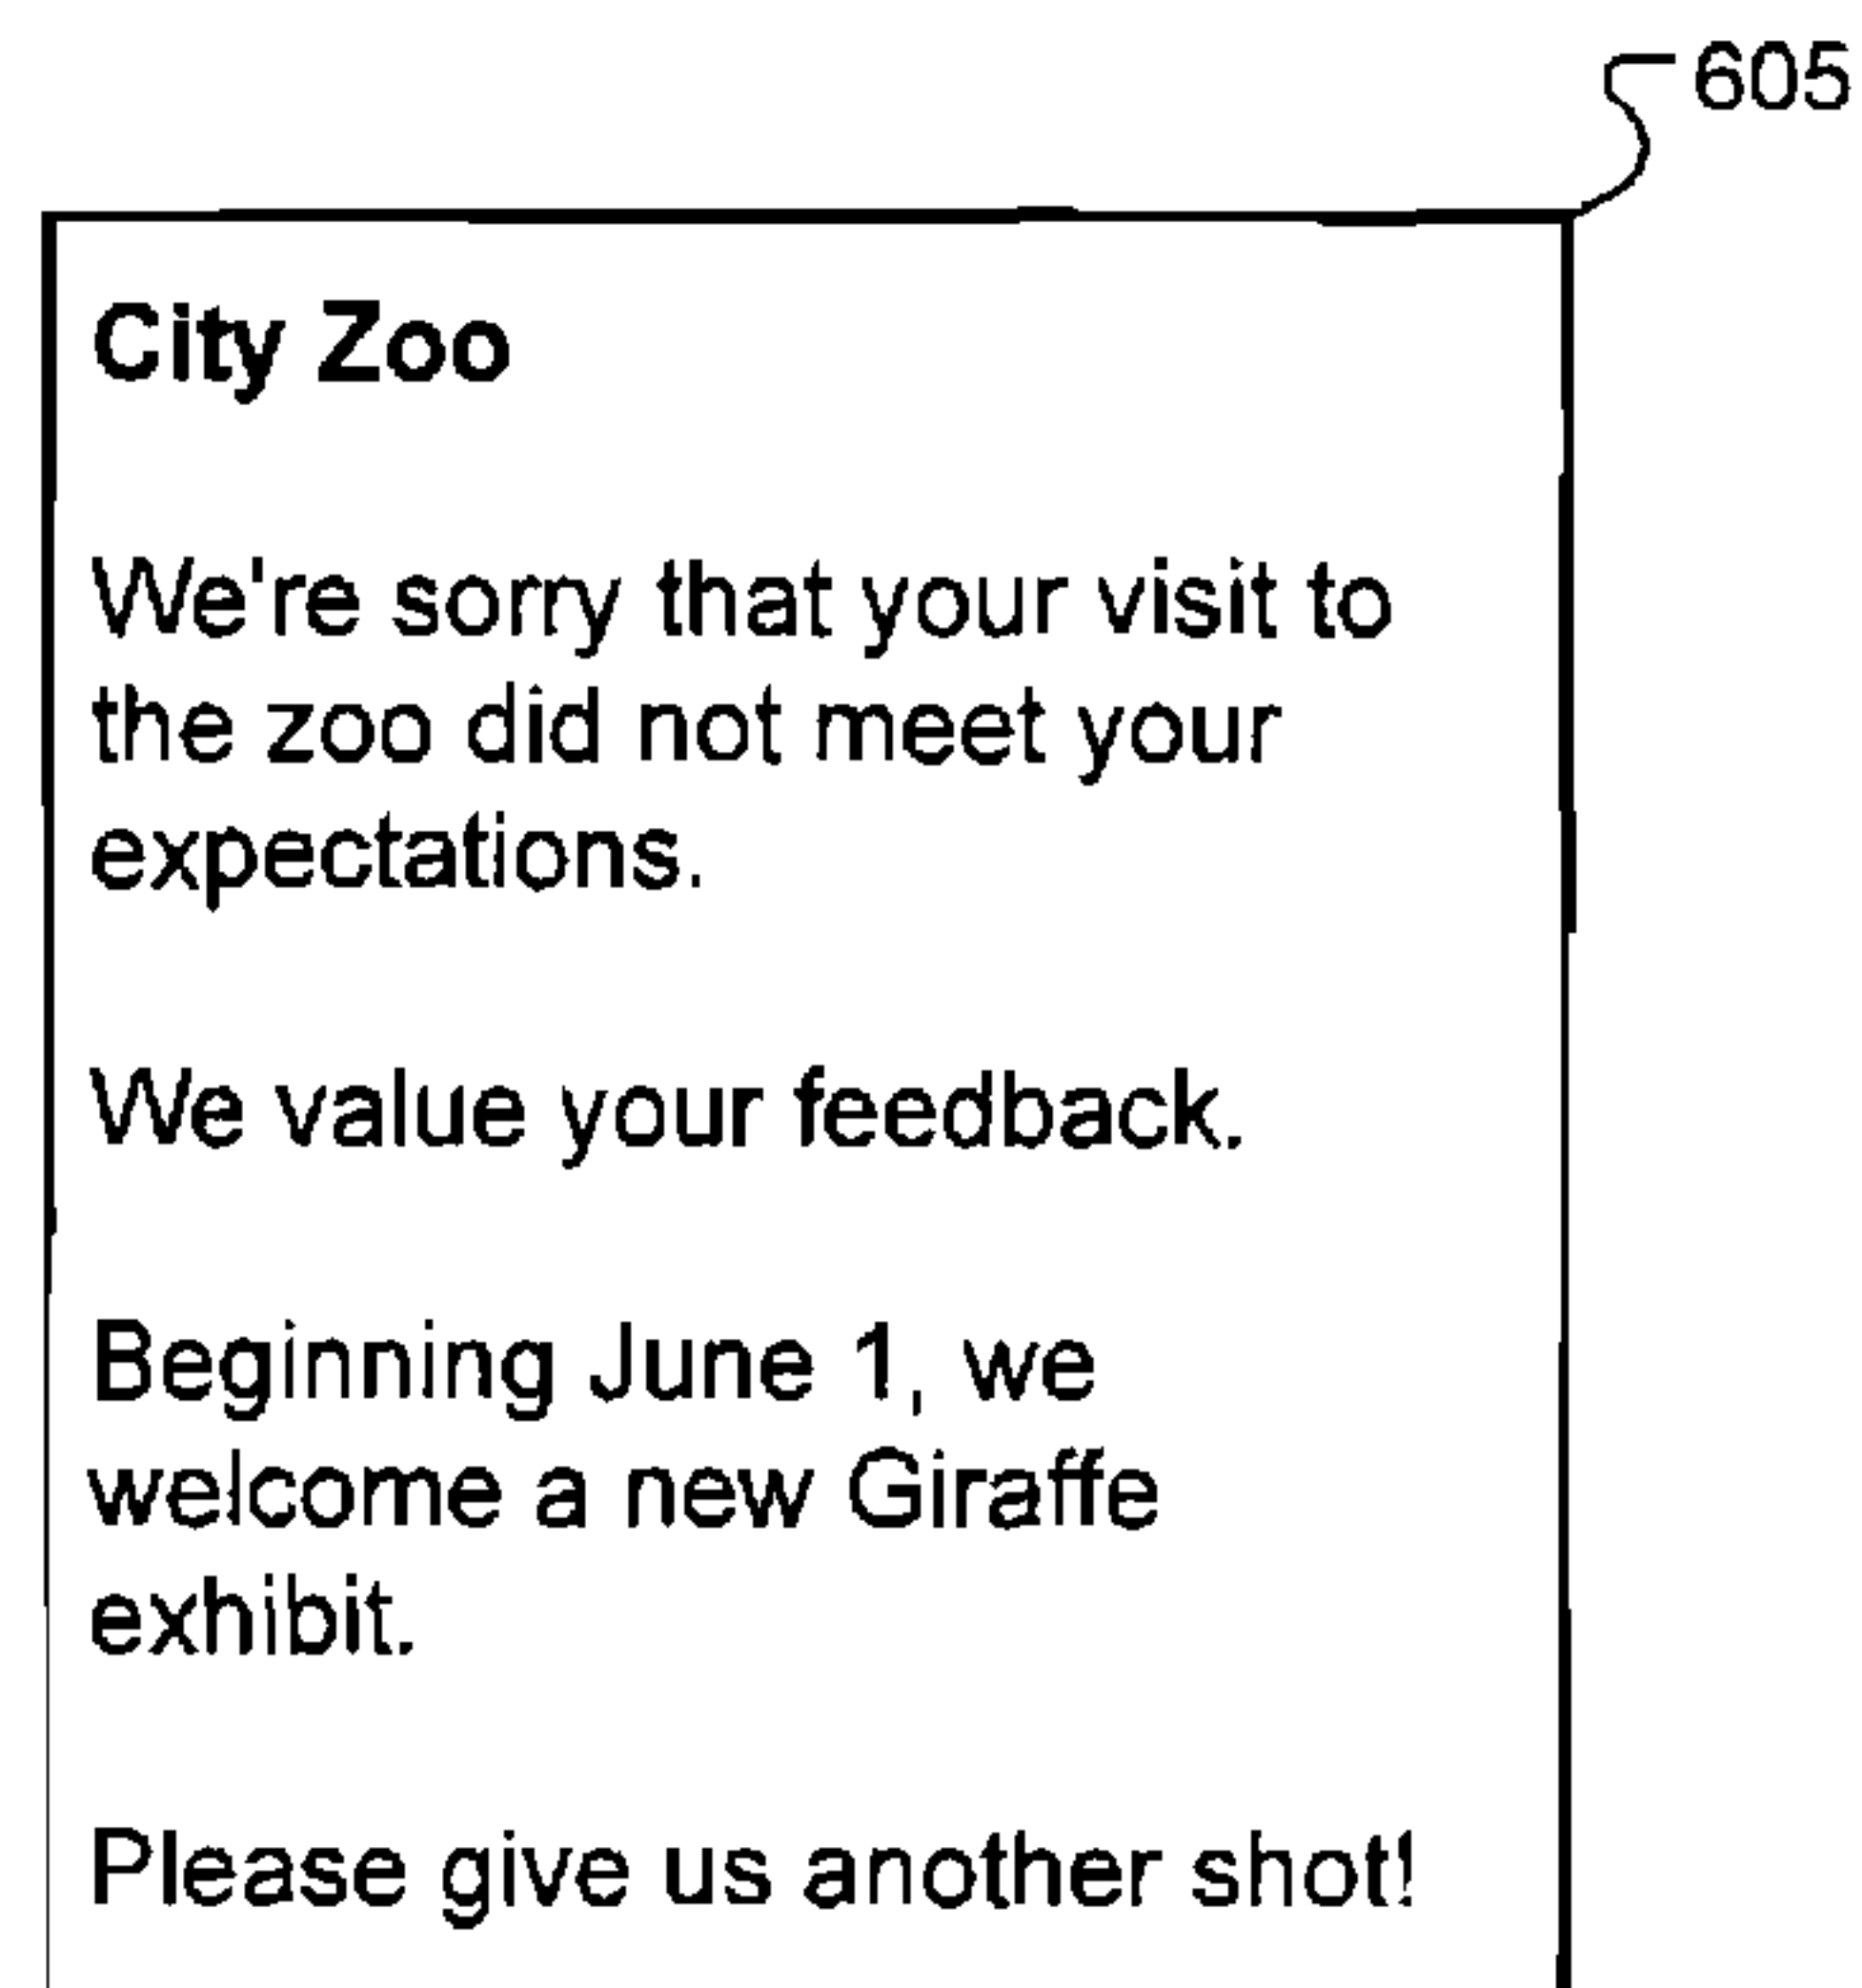 605
City Zoo
We're sorry that your visit to
the zoo did not meet your
expectations.
We value your feedback.
Beginning June 1, we
welcome a new Giraffe
exhibit.
Please give us another shot!